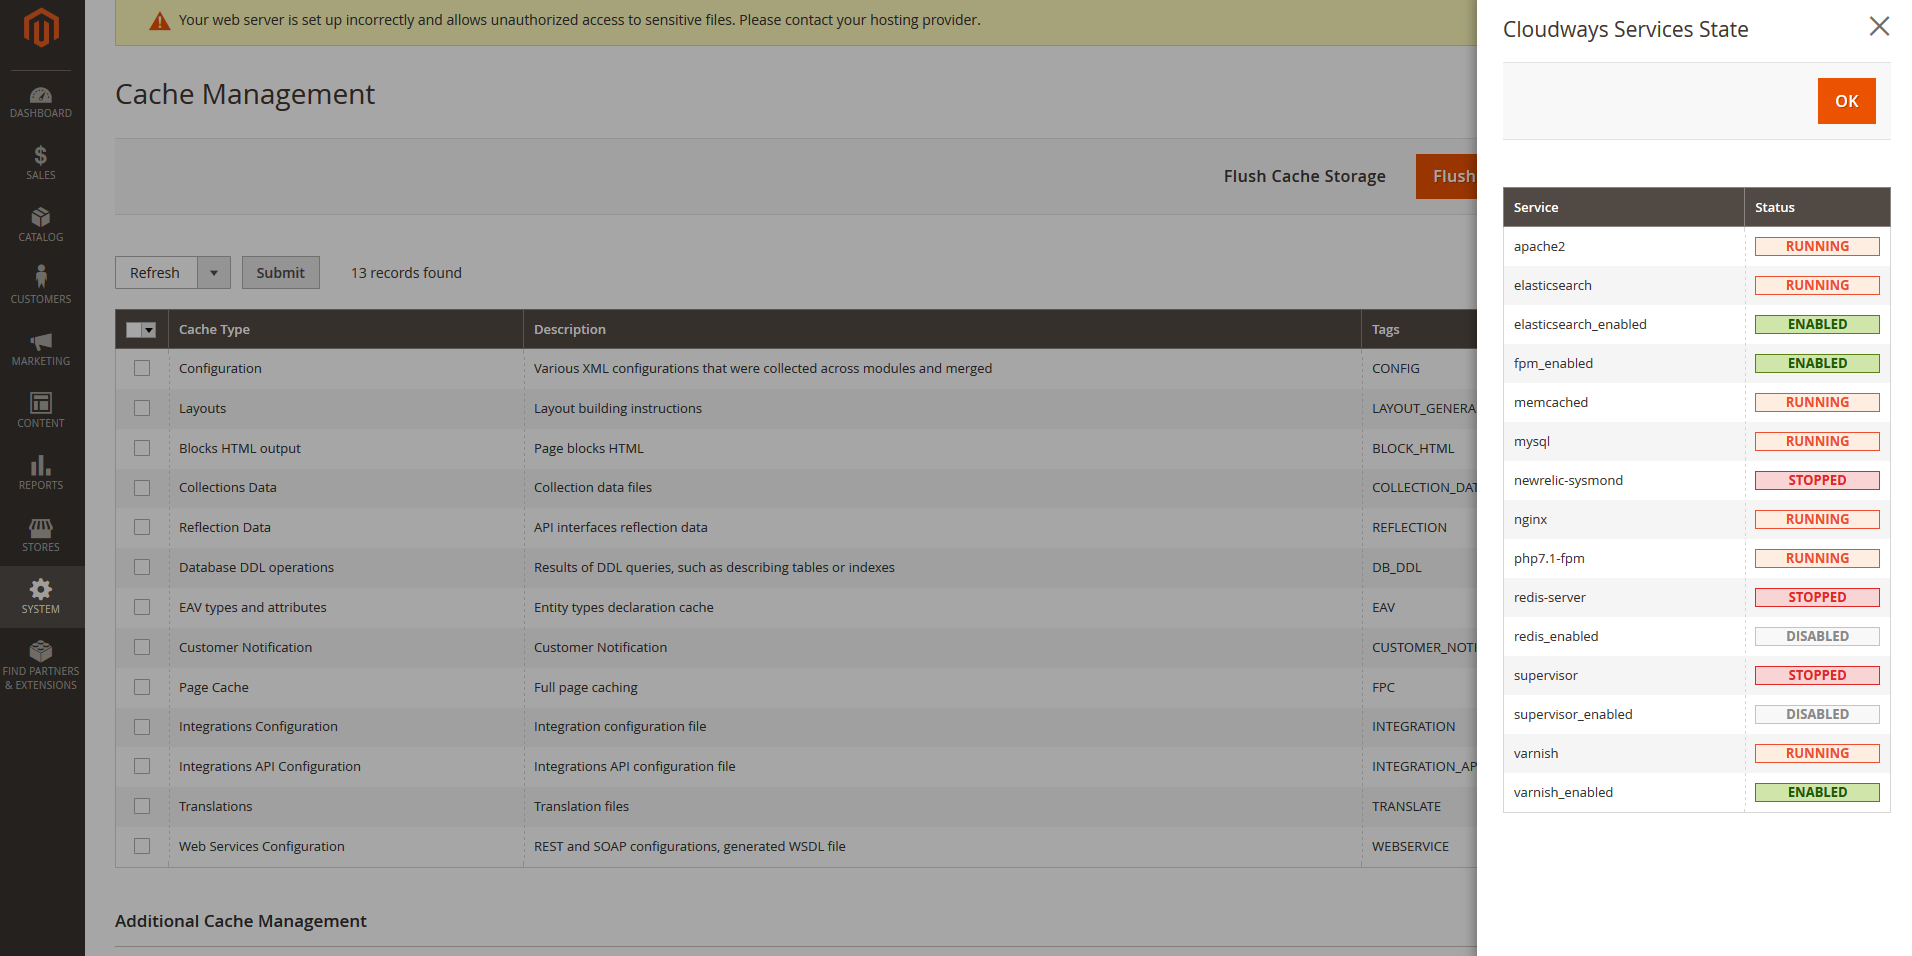 Your web server is set up incorrectly and allows unauthorized access to sensitive files. Please contact your hosting provider.
Cache Management
Flush Cache Storage Flush
DASHBOARD
SALES
CATALOG
CUSTOMERS
MARKETING
CONTENT
REPORTS
STORES
SYSTEM
FIND PARTNERS
& EXTENSIONS
Refresh Submit 13 records found
Cache Type Description Tags
Configuration Various XML configurations that were collected across modules and merged CONFIG
Layouts Layout building instructions LAYOUT_GENERA
Blocks HTML output Page blocks HTML BLOCK_HTML
Collections Data Collection data files COLLECTION_DAT
Reflection Data API interfaces reflection data REFLECTION
Database DDL operations Results of DDL queries, such as describing tables or indexes DB_DDL
EAV types and attributes Entity types declaration cache EAV
Customer Notification Customer Notification CUSTOMER_NOTI
Page Cache Full page caching FPC
Integrations Configuration Integration configuration file INTEGRATION
Integrations API Configuration Integrations API configuration file INTEGRATION_AP
Translations Translation files TRANSLATE
Web Services Configuration REST and SOAP configurations, generated WSDL file WEBSERVICE
Additional Cache Management
Cloudways Services State
OK
Service Status
apache2 RUNNING
elasticsearch RUNNING
elasticsearch_enabled ENABLED
fpm_enabled ENABLED
memcached RUNNING
mysql RUNNING
newrelic-sysmond STOPPED
nginx RUNNING
php7.1-fpm RUNNING
redis-server STOPPED
redis_enabled DISABLED
supervisor STOPPED
supervisor_enabled DISABLED
varnish RUNNING
varnish_enabled ENABLED